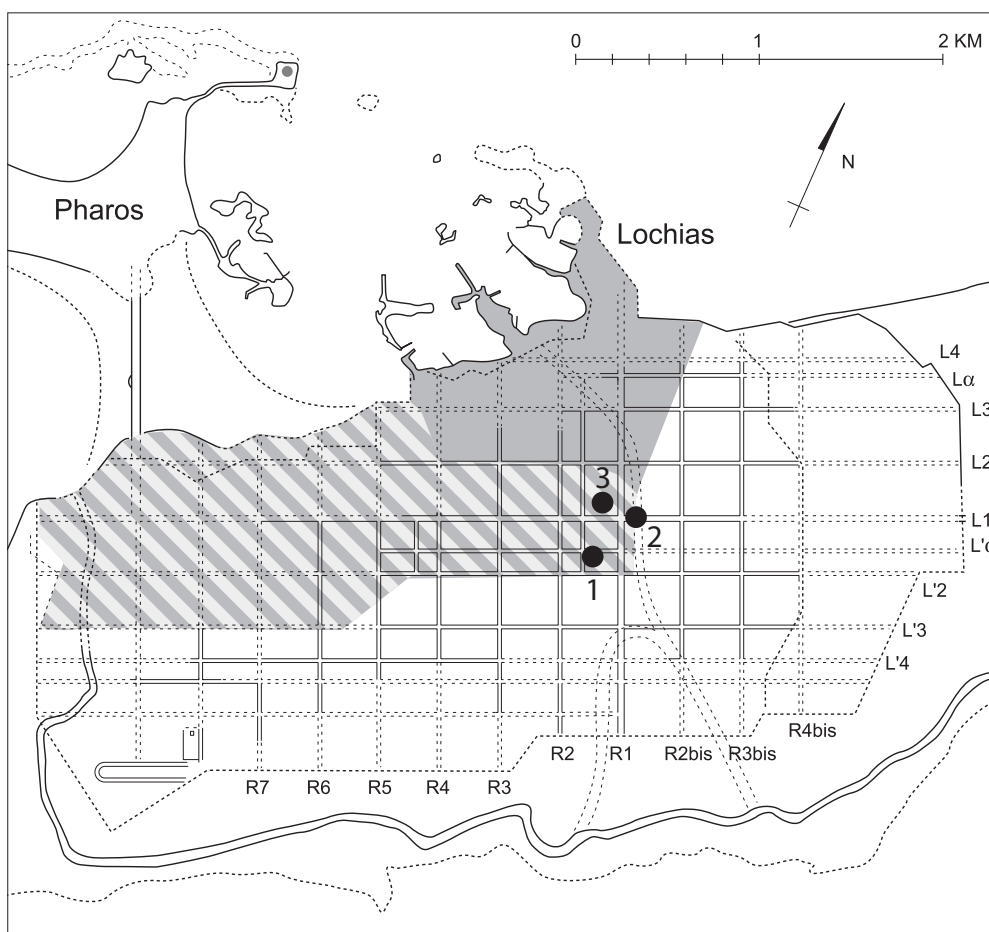 0 1 2 KM
N
Pharos
Lochias
L4
Lα
L3
L2
3
L1
2
L'α
1
L'2
L'3
L'4
R4bis
R2 R1 R2bis R3bis
R7 R6 R5 R4 R3